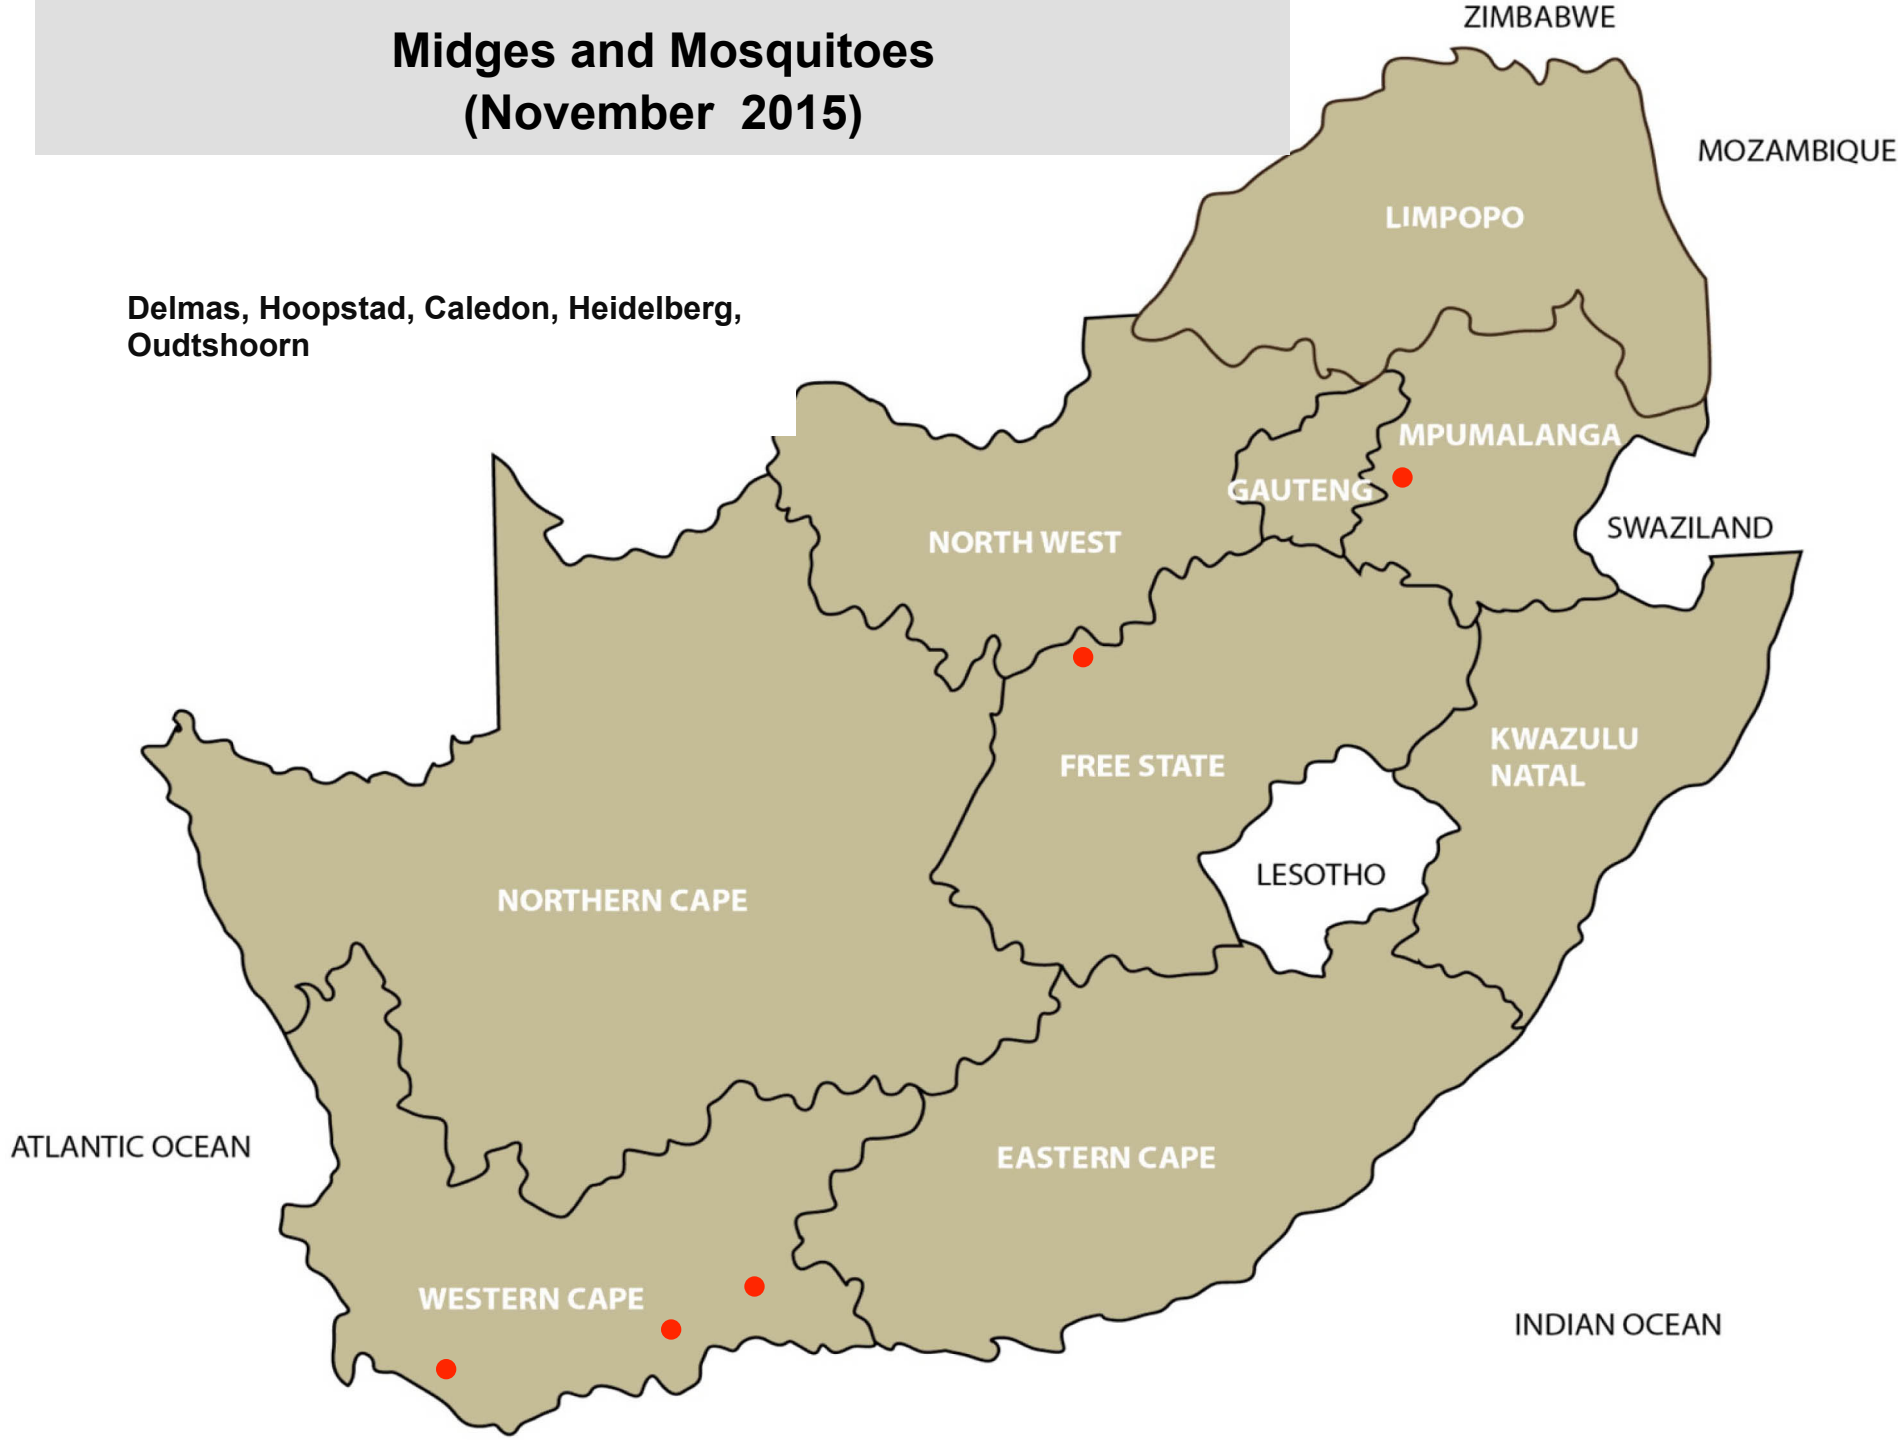 Midges and Mosquitoes
(November  2015)
ZIMBABWE
MOZAMBIQUE
LIMPOPO
Delmas, Hoopstad, Caledon, Heidelberg,
Oudtshoorn
MPUMALANGA
GAUTENG
NORTH WEST
SWAZILAND
KWAZULU
NATAL
FREE STATE
LESOTHO
NORTHERN CAPE
ATLANTIC OCEAN
EASTERN CAPE
WESTERN CAPE
INDIAN OCEAN